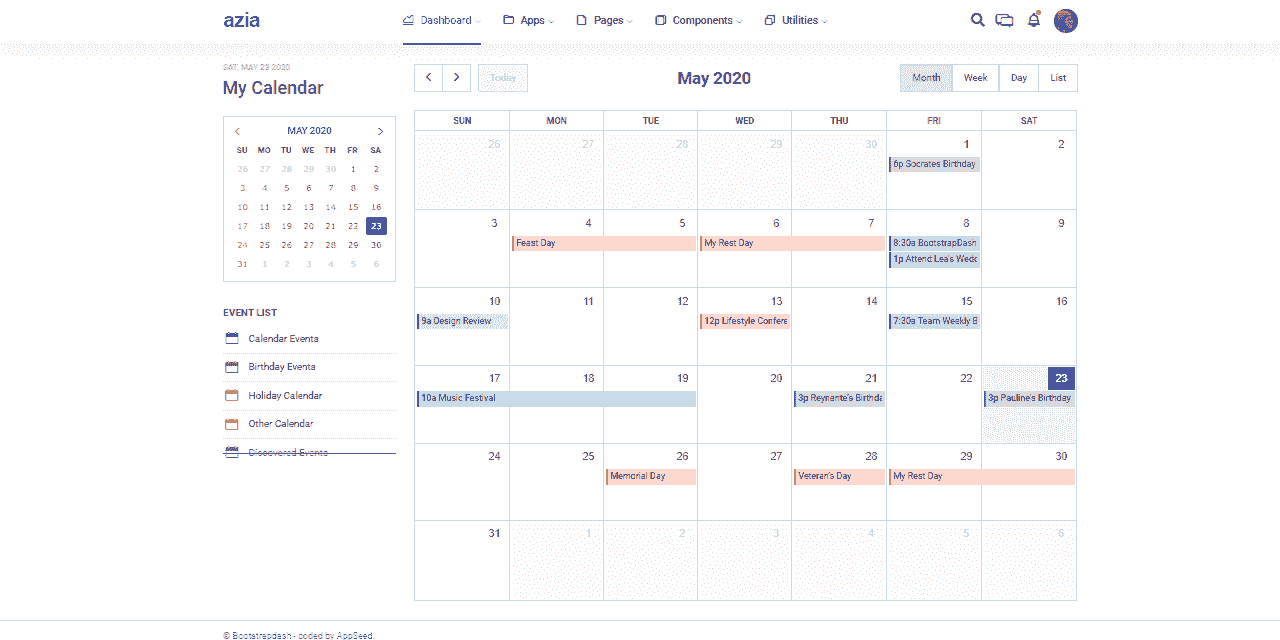 azia
Dashboard Apps Pages Components Utilities
SAT, MAY 23 2020
My Calendar
MAY 2020
SU MO TU WE TH FR SA
26 27 28 29 30 1 2
3 4 5 6 7 8 9
10 11 12 13 14 15 16
17 18 19 20 21 22 23
24 25 26 27 28 29 30
31 1 2 3 4 5 6
EVENT LIST
Calendar Events
Birthday Events
Holiday Calendar
Other Calendar
Discovered Events
Today
May 2020
Month Week Day List
SUN MON TUE WED THU FRI SAT
26 27 28 29 30 1 2
6p Socrates Birthday
3 4 5 6 7 8 9
Feast Day My Rest Day 8:30a BootstrapDash
1p Attend Lea's Wedd
10 11 12 13 14 15 16
9a Design Review 12p Lifestyle Confere 7:30a Team Weekly B
17 18 19 20 21 22 23
10a Music Festival 3p Reynante's Birthda 3p Pauline's Birthday
24 25 26 27 28 29 30
Memorial Day Veteran's Day My Rest Day
31 1 2 3 4 5 6
© Bootstrapdash - coded by AppSeed.